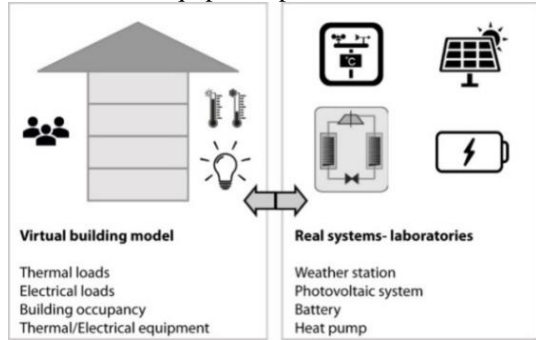 °C
Virtual building model
Thermal loads
Electrical loads
Building occupancy
Thermal/Electrical equipment
Real systems- laboratories
Weather station
Photovoltaic system
Battery
Heat pump